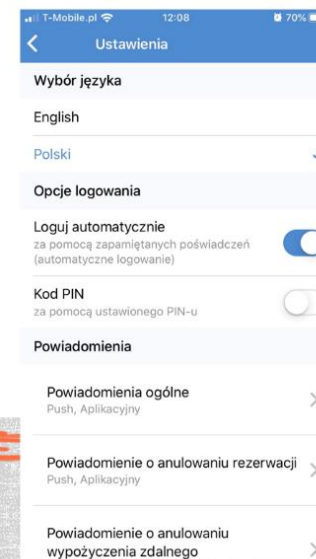 T-Mobile.pl 12:08 70%
Ustawienia
Wybór języka
English
Polski
Opcje logowania
Loguj automatycznie
za pomocą zapamiętanych poświadczeń
(automatyczne logowanie)
Kod PIN
za pomocą ustawionego PIN-u
Powiadomienia
Powiadomienia ogólne
Push, Aplikacyjny
Powiadomienie o anulowaniu rezerwacji
Push, Aplikacyjny
Powiadomienie o anulowaniu
wypożyczenia zdalnego